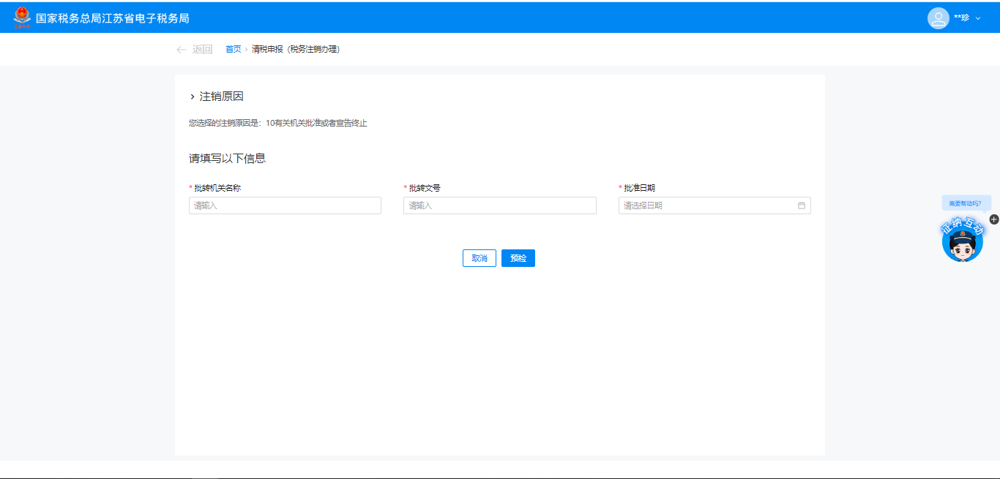 国家税务总局江苏省电子税务局
**珍
返回 首页 › 清税申报（税务注销办理）
注销原因
您选择的注销原因是：10有关机关批准或者宣告终止
请填写以下信息
* 批转机关名称 * 批转文号 * 批准日期
请输入 请输入 请选择日期
需要帮助吗?
征纳互动
取消 预检